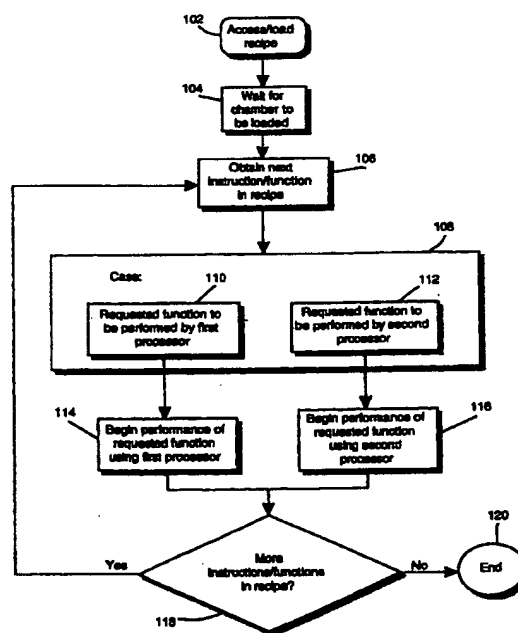 102
Access/load
recipe
104
Wait for
chamber to
be loaded
106
Obtain next
instruction/function
in recipe
108
Case:
110
Requested function to
be performed by first
processor
112
Requested function to
be performed by second
processor
114
Begin performance of
requested function
using first processor
116
Begin performance of
requested function
using second
processor
118
More
instructions/functions
in recipe?
Yes
No
120
End